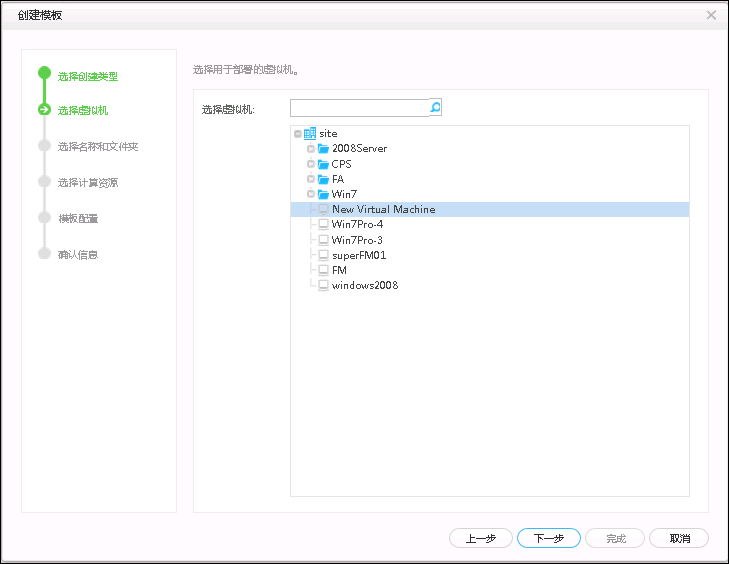 创建模板
选择创建类型
选择虚拟机
选择名称和文件夹
选择计算资源
模板配置
确认信息
选择用于部署的虚拟机。
选择虚拟机:
site
2008Server
CPS
FA
Win7
New Virtual Machine
Win7Pro-4
Win7Pro-3
superFM01
FM
windows2008
上一步
下一步
完成
取消